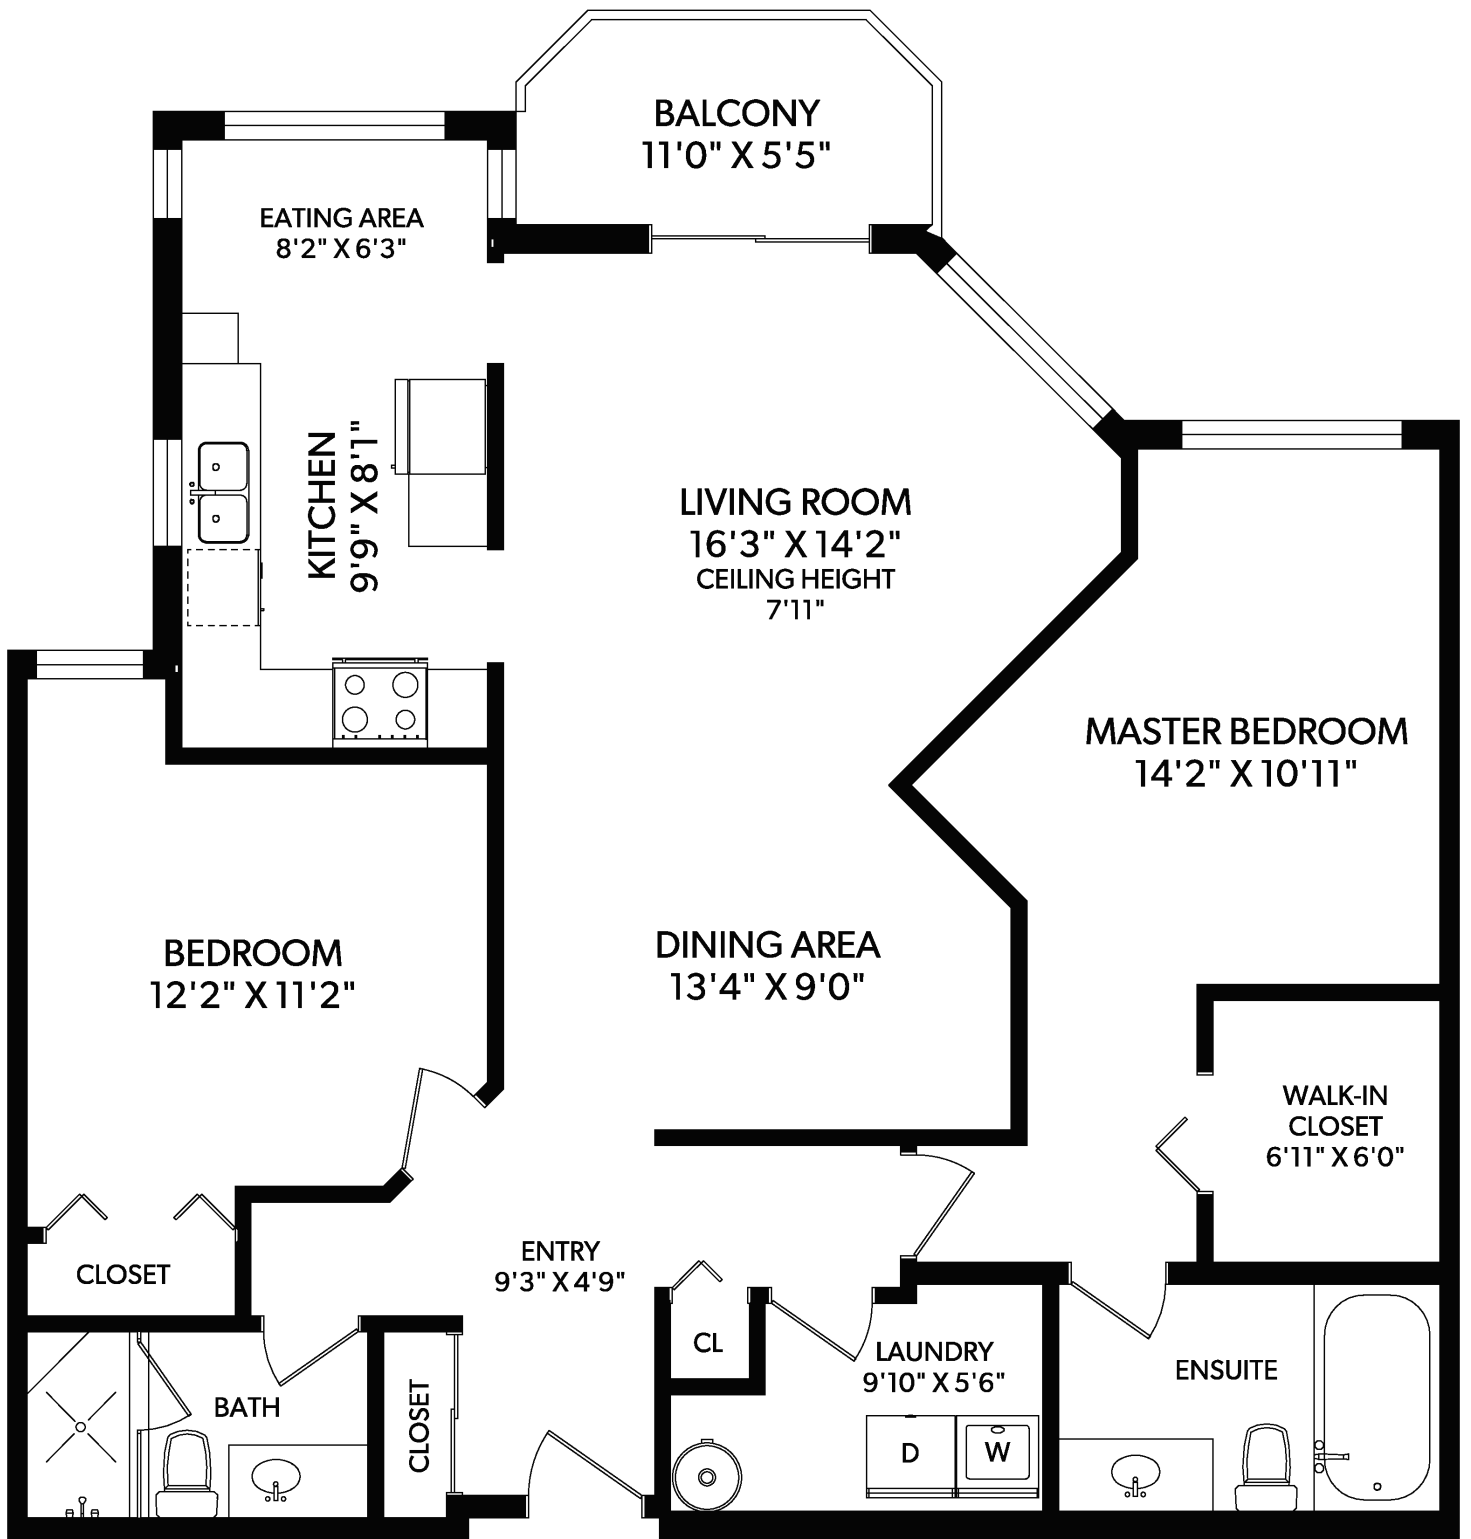 BALCONY
11'0" X 5'5"
EATING AREA
8'2" X 6'3"
KITCHEN
9'9" X 8'1"
LIVING ROOM
16'3" X 14'2"
CEILING HEIGHT
7'11"
MASTER BEDROOM
14'2" X 10'11"
BEDROOM
12'2" X 11'2"
DINING AREA
13'4" X 9'0"
WALK-IN
CLOSET
6'11" X 6'0"
CLOSET
ENTRY
9'3" X 4'9"
CL
LAUNDRY
9'10" X 5'6"
ENSUITE
BATH
CLOSET
D
W